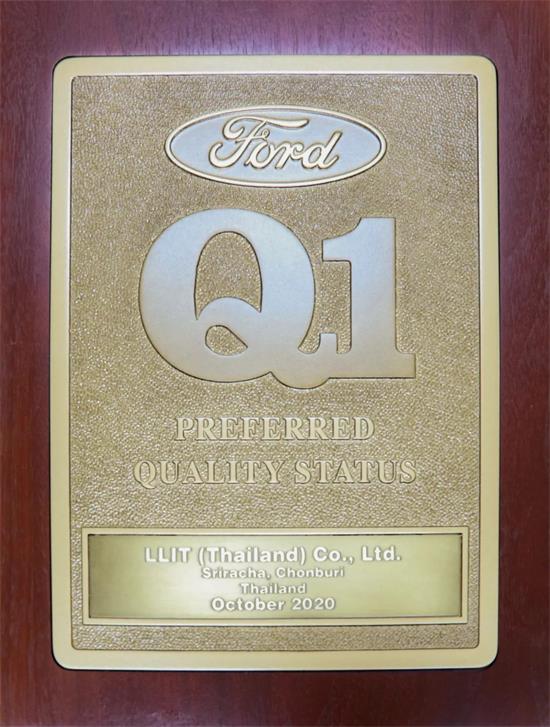 Ford
Q1
PREFERRED
QUALITY STATUS
LLIT (Thailand) Co., Ltd.
Sriracha, Chonburi
Thailand
October 2020